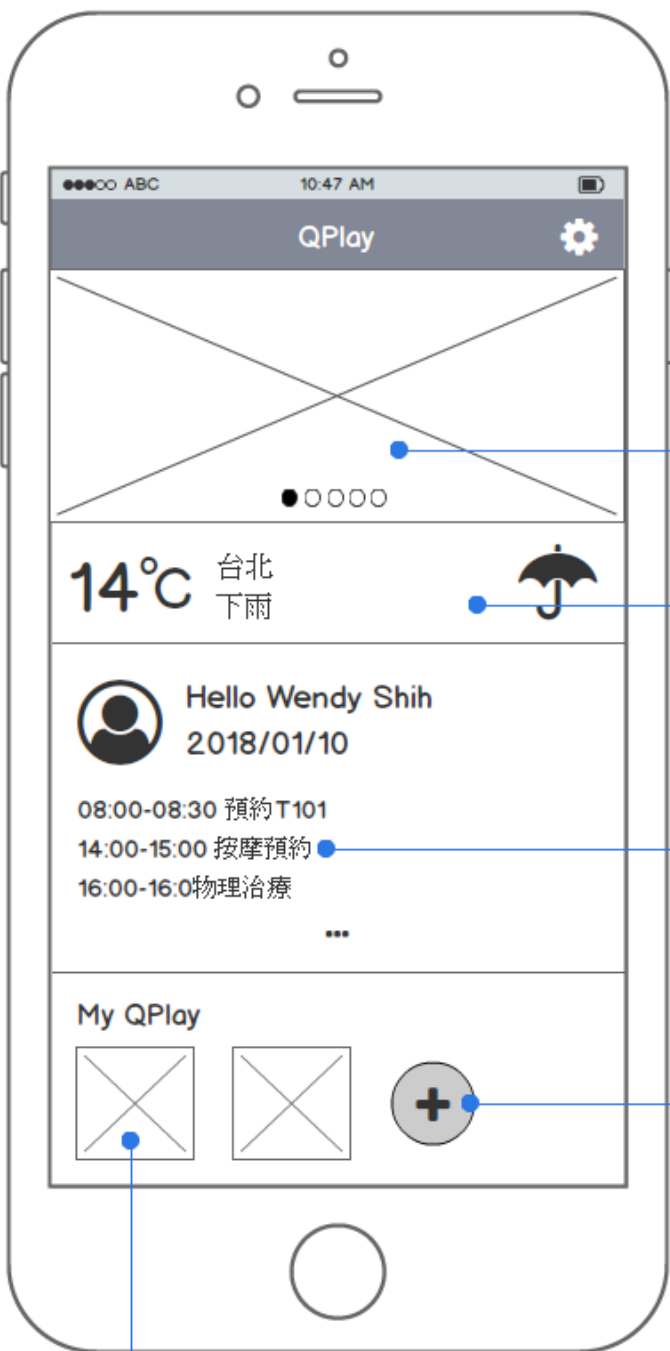 ABC 10:47 AM
QPlay
14°C 台北
下雨
Hello Wendy Shih
2018/01/10
08:00-08:30 預約T101
14:00-15:00 按摩預約
16:00-16:0物理治療
•••
My QPlay